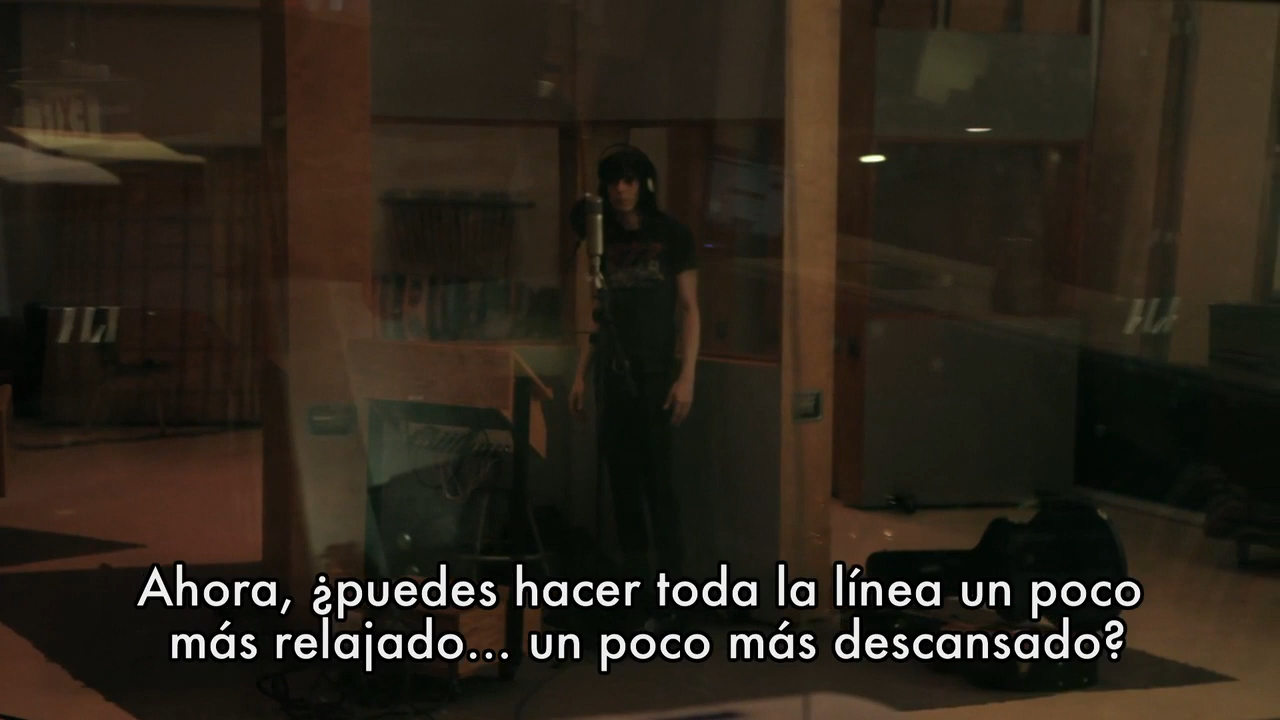 Ahora, ¿puedes hacer toda la línea un poco
más relajado... un poco más descansado?